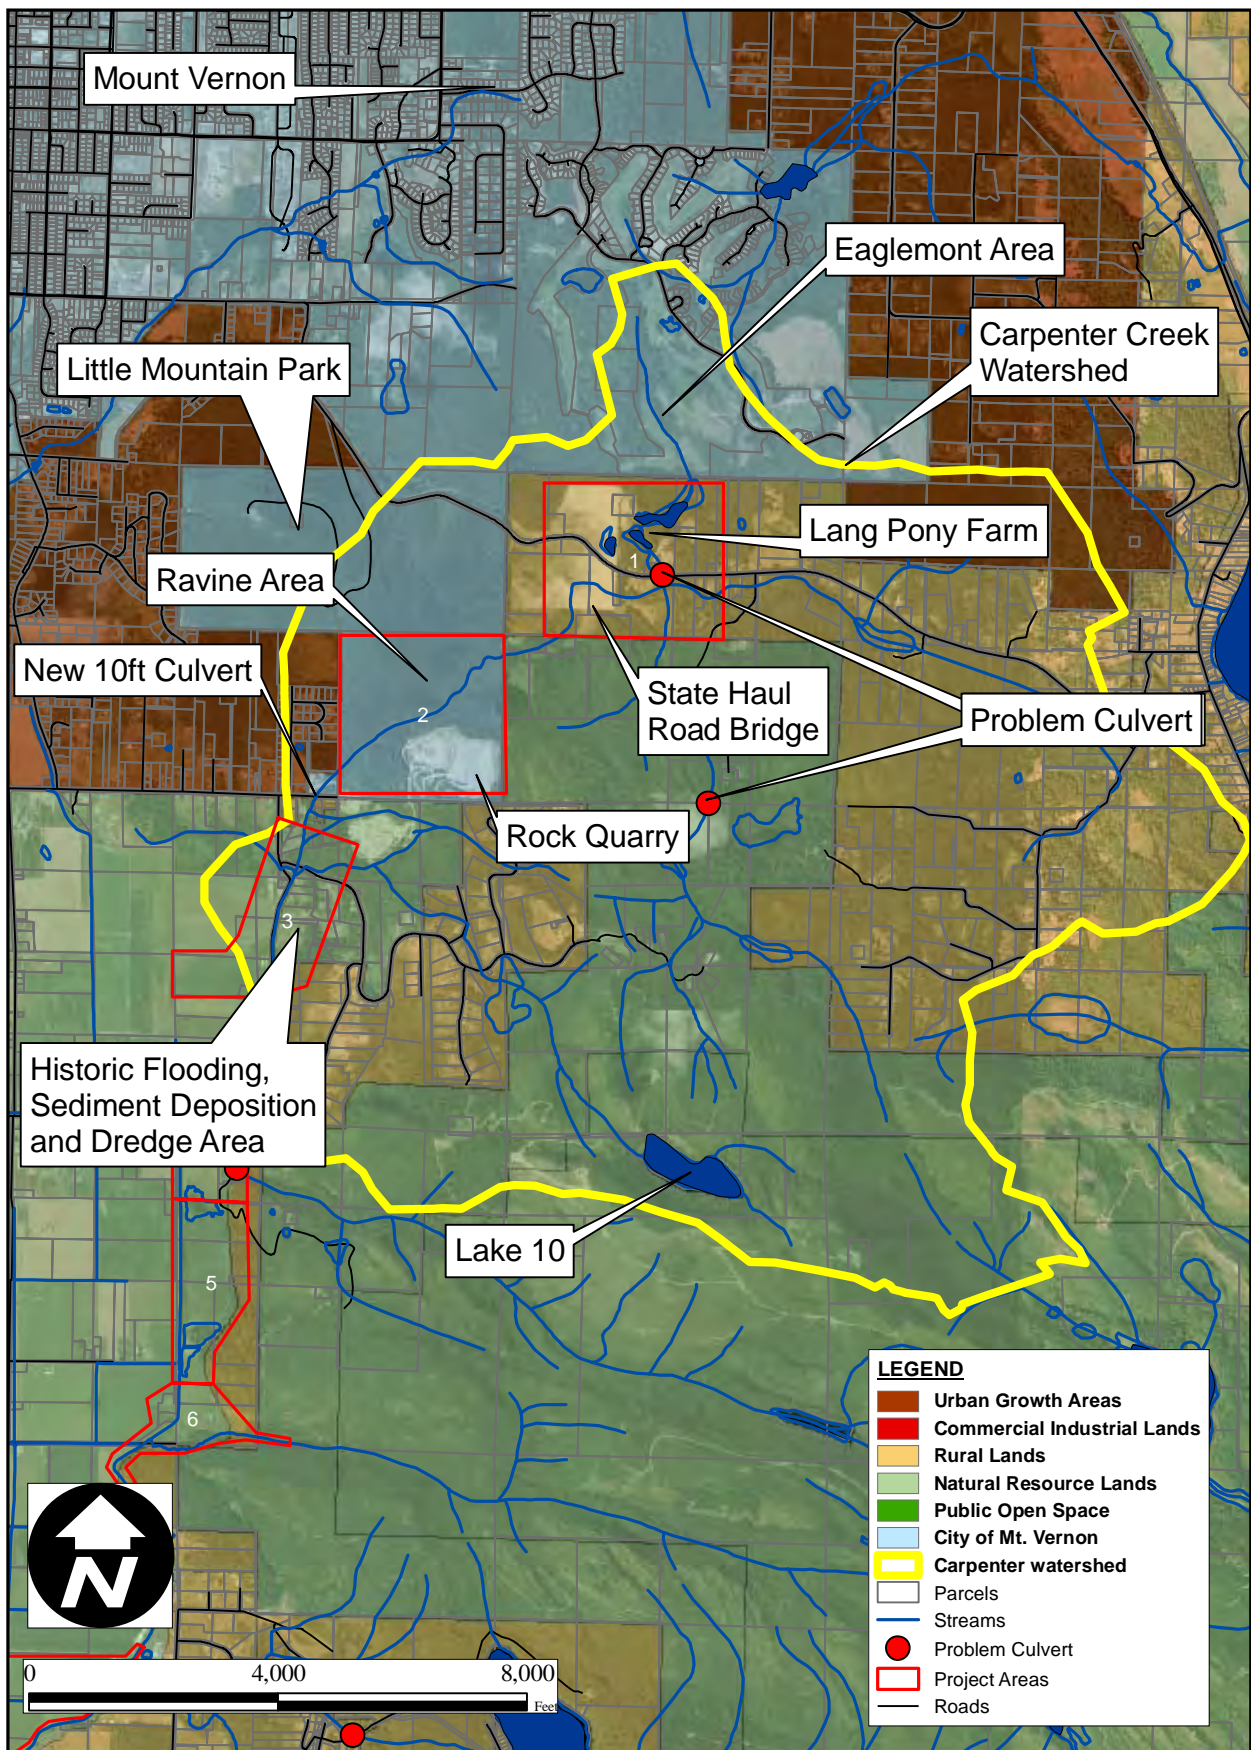 Mount Vernon
Eaglemont Area
Carpenter Creek
Watershed
Little Mountain Park
Lang Pony Farm
1
Ravine Area
New 10ft Culvert
State Haul
Road Bridge
Problem Culvert
2
Rock Quarry
3
Historic Flooding,
Sediment Deposition
and Dredge Area
Lake 10
5
6
LEGEND
Urban Growth Areas
Commercial Industrial Lands
Rural Lands
Natural Resource Lands
Public Open Space
City of Mt. Vernon
Carpenter watershed
Parcels
Streams
Problem Culvert
Project Areas
Roads
N
0 4,000 8,000
Feet